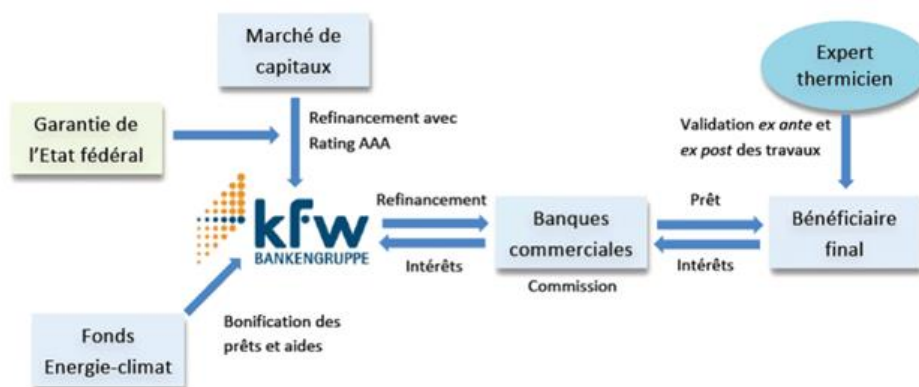 Marché de
capitaux
Expert
thermicien
Garantie de
l'Etat fédéral
Refinancement avec
Rating AAA
Validation ex ante et
ex post des travaux
kfw
BANKENGRUPPE
Refinancement
Intérêts
Banques
commerciales
Commission
Prêt
Intérêts
Bénéficiaire
final
Fonds
Energie-climat
Bonification des
prêts et aides